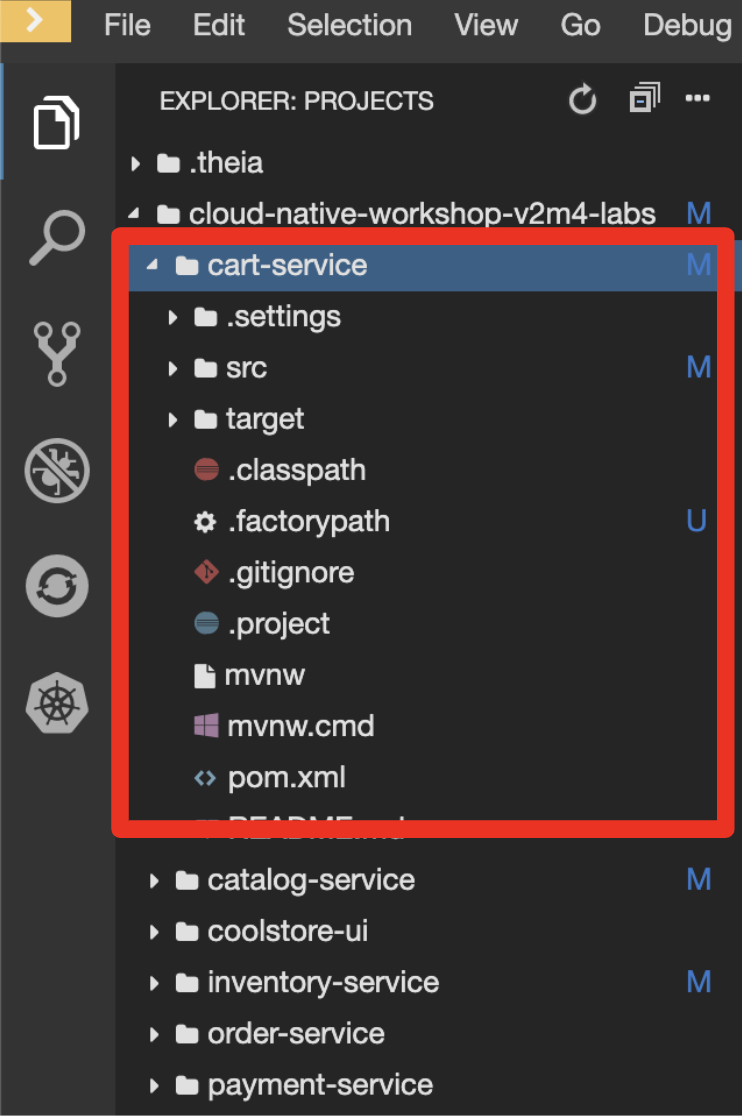 File Edit Selection View Go Debug
EXPLORER: PROJECTS
.theia
cloud-native-workshop-v2m4-labs M
cart-service M
.settings
src M
target
.classpath
.factorypath U
.gitignore
.project
mvnw
mvnw.cmd
pom.xml
README.md
catalog-service M
coolstore-ui
inventory-service M
order-service
payment-service